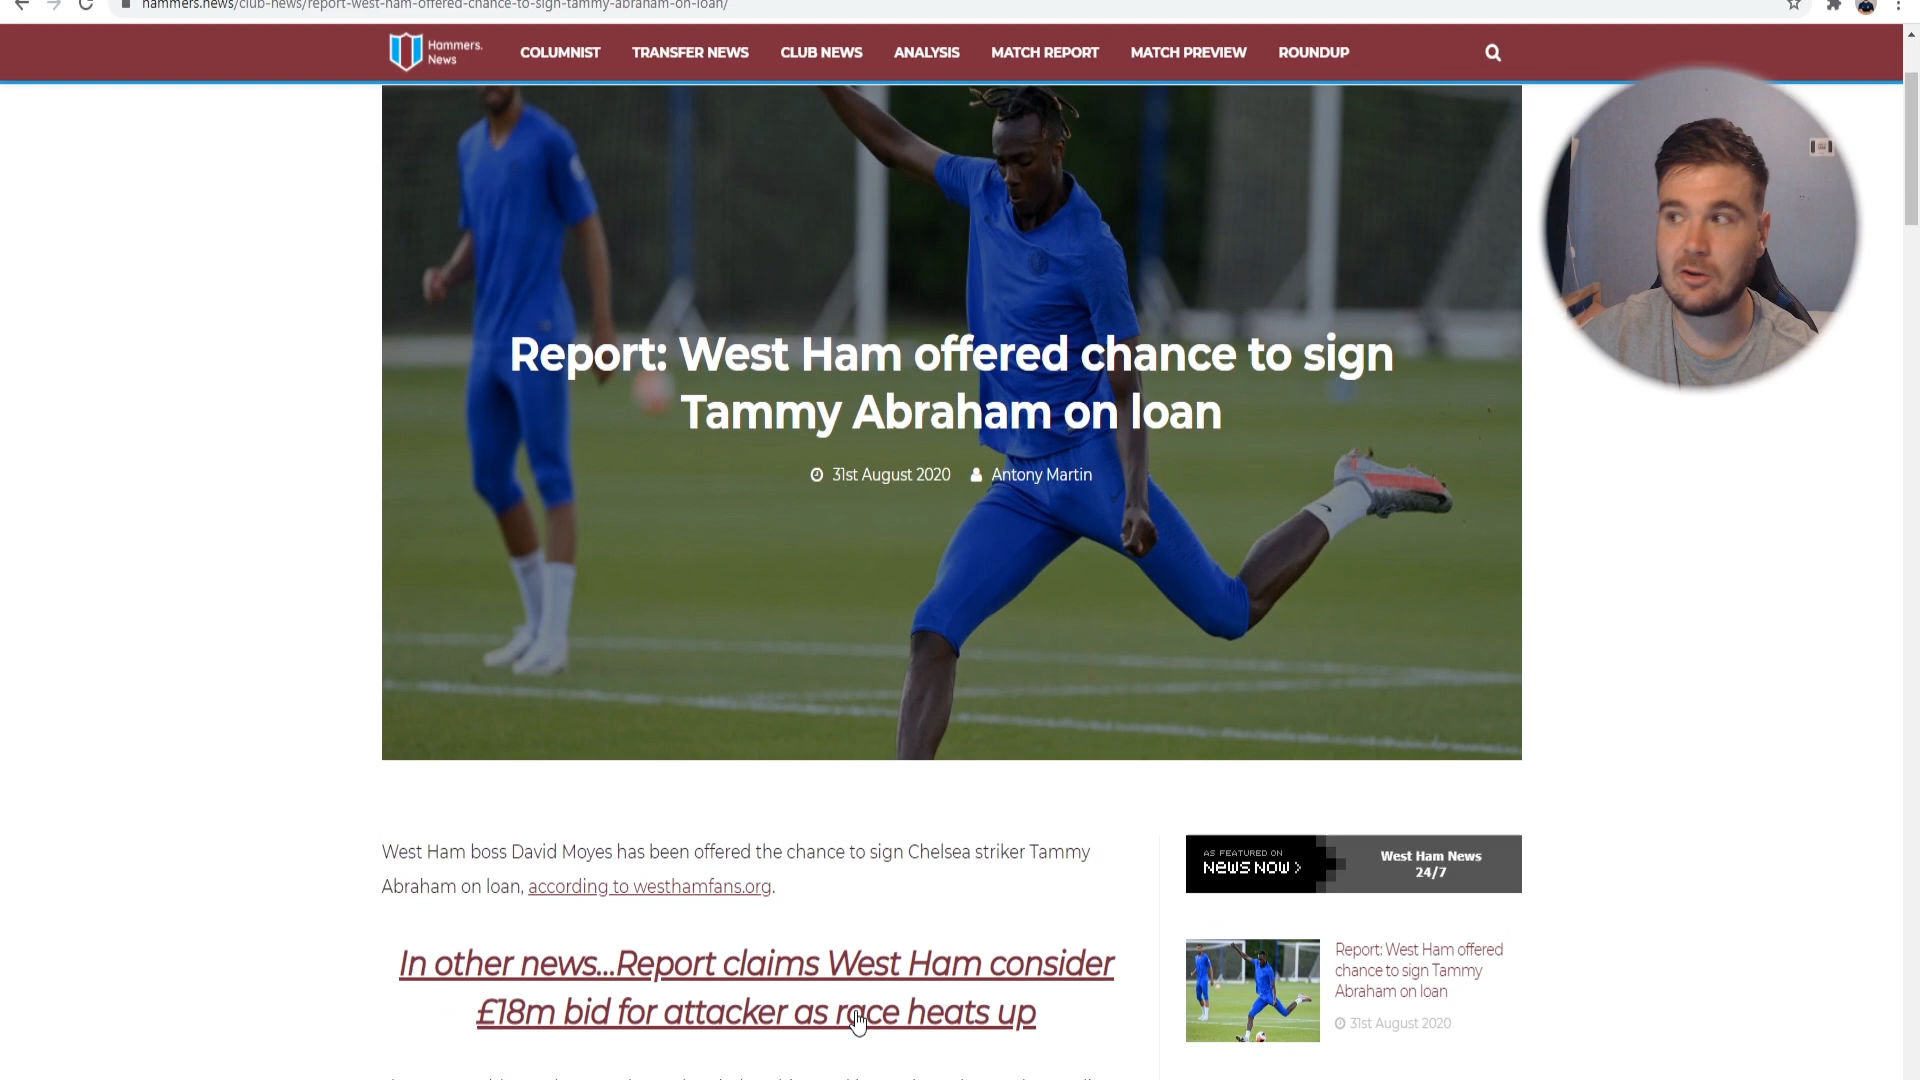 hammers.news/club-news/report-west-ham-offered-chance-to-sign-tammy-abraham-on-loan/
Hammers.
News
COLUMNIST TRANSFER NEWS CLUB NEWS ANALYSIS MATCH REPORT MATCH PREVIEW ROUNDUP
Report: West Ham offered chance to sign
Tammy Abraham on loan
31st August 2020 Antony Martin
West Ham boss David Moyes has been offered the chance to sign Chelsea striker Tammy
Abraham on loan, according to westhamfans.org.
In other news...Report claims West Ham consider
£18m bid for attacker as race heats up
AS FEATURED ON
NEWS NOW >
West Ham News
24/7
Report: West Ham offered
chance to sign Tammy
Abraham on loan
31st August 2020